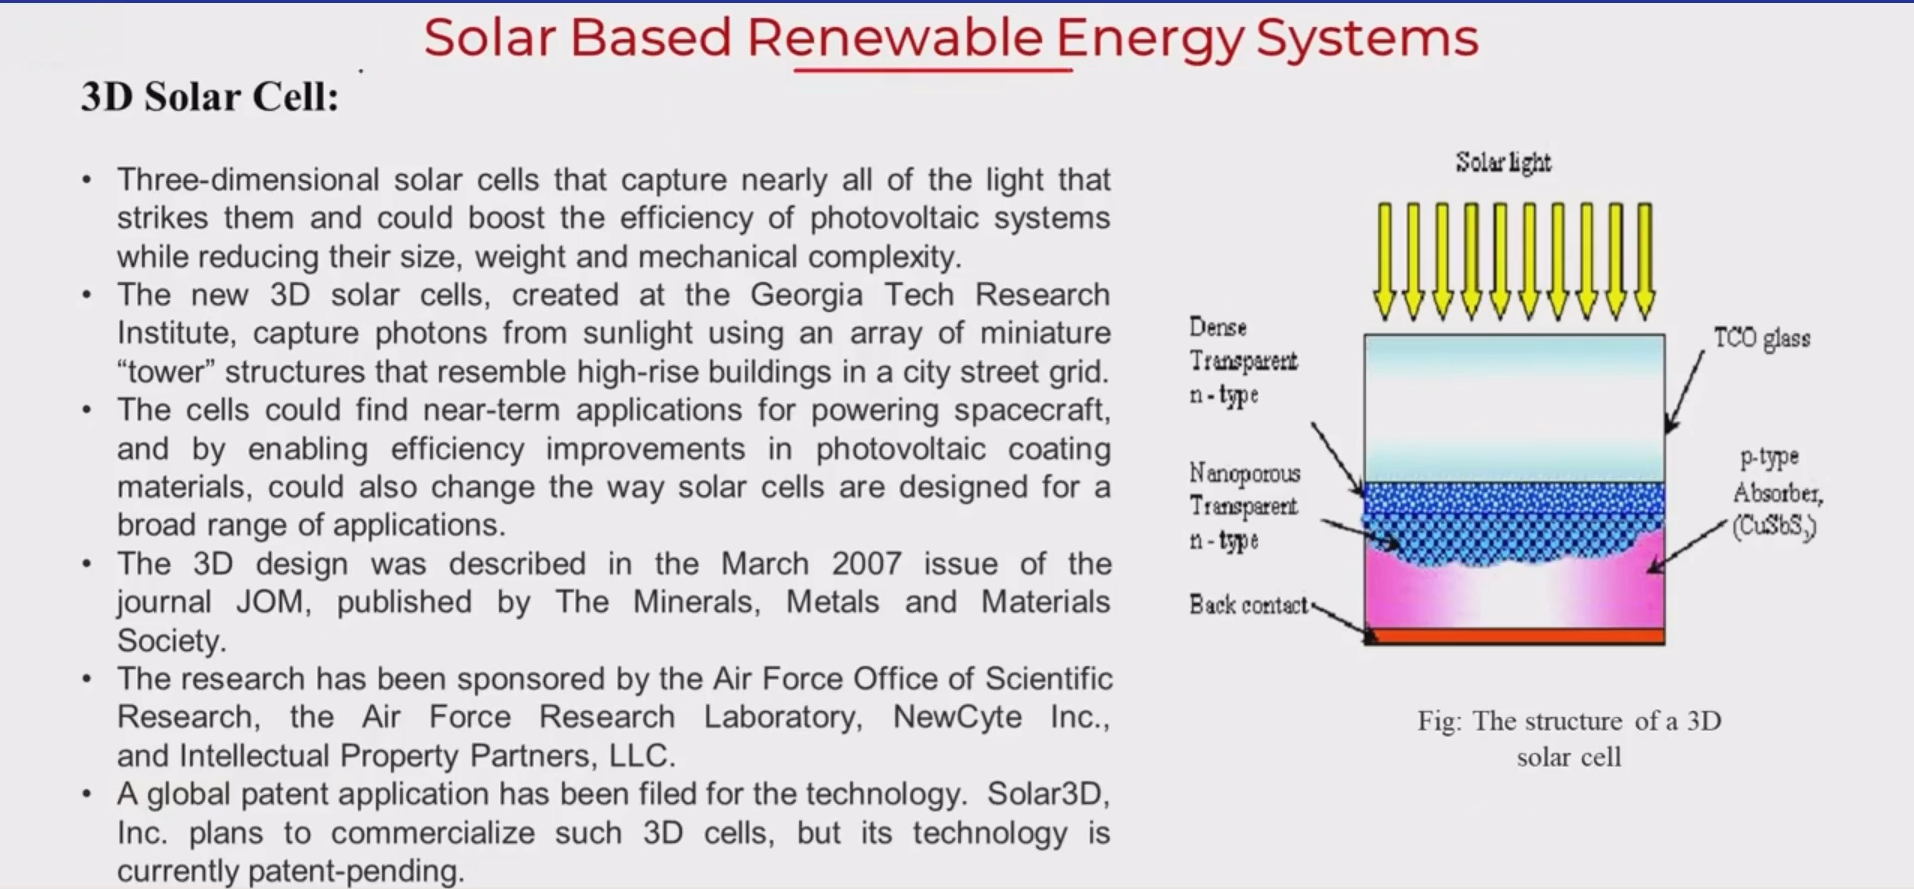 Solar Based Renewable Energy Systems
3D Solar Cell:
• Three-dimensional solar cells that capture nearly all of the light that
strikes them and could boost the efficiency of photovoltaic systems
while reducing their size, weight and mechanical complexity.
• The new 3D solar cells, created at the Georgia Tech Research
Institute, capture photons from sunlight using an array of miniature
“tower” structures that resemble high-rise buildings in a city street grid.
• The cells could find near-term applications for powering spacecraft,
and by enabling efficiency improvements in photovoltaic coating
materials, could also change the way solar cells are designed for a
broad range of applications.
• The 3D design was described in the March 2007 issue of the
journal JOM, published by The Minerals, Metals and Materials
Society.
• The research has been sponsored by the Air Force Office of Scientific
Research, the Air Force Research Laboratory, NewCyte Inc.,
and Intellectual Property Partners, LLC.
• A global patent application has been filed for the technology. Solar3D,
Inc. plans to commercialize such 3D cells, but its technology is
currently patent-pending.
Solar light
Dense
Transparent
n - type
TCO glass
Nanoporous
Transparent
n - type
p-type
Absorber,
Back contact
Fig: The structure of a 3D
solar cell